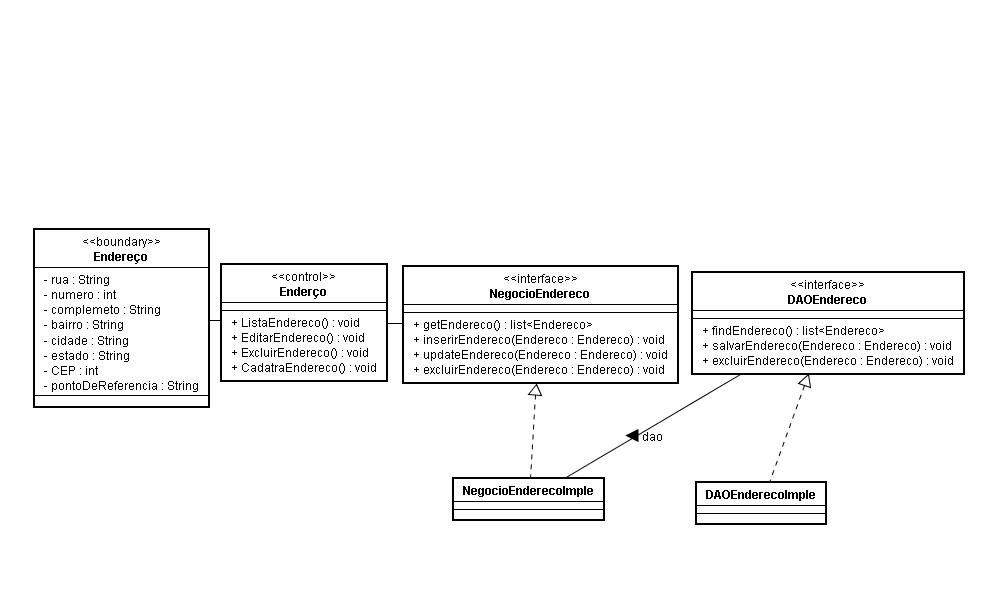 <<boundary>>
Endereço
- rua : String
- numero : int
- complemeto : String
- bairro : String
- cidade : String
- estado : String
- CEP : int
- pontoDeReferencia : String
<<control>>
Enderço
+ ListaEndereco() : void
+ EditarEndereco() : void
+ ExcluirEndereco() : void
+ CadatraEndereco() : void
<<interface>>
NegocioEndereco
+ getEndereco() : list<Endereco>
+ inserirEndereco(Endereco : Endereco) : void
+ updateEndereco(Endereco : Endereco) : void
+ excluirEndereco(Endereco : Endereco) : void
<<interface>>
DAOEndereco
+ findEndereco() : list<Endereco>
+ salvarEndereco(Endereco : Endereco) : void
+ excluirEndereco(Endereco : Endereco) : void
dao
NegocioEnderecoImple
DAOEnderecoImple